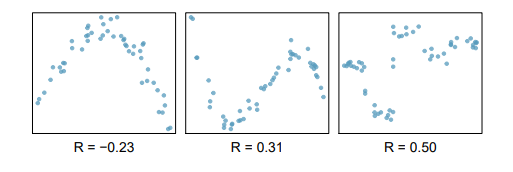 R = −0.23
R = 0.31
R = 0.50